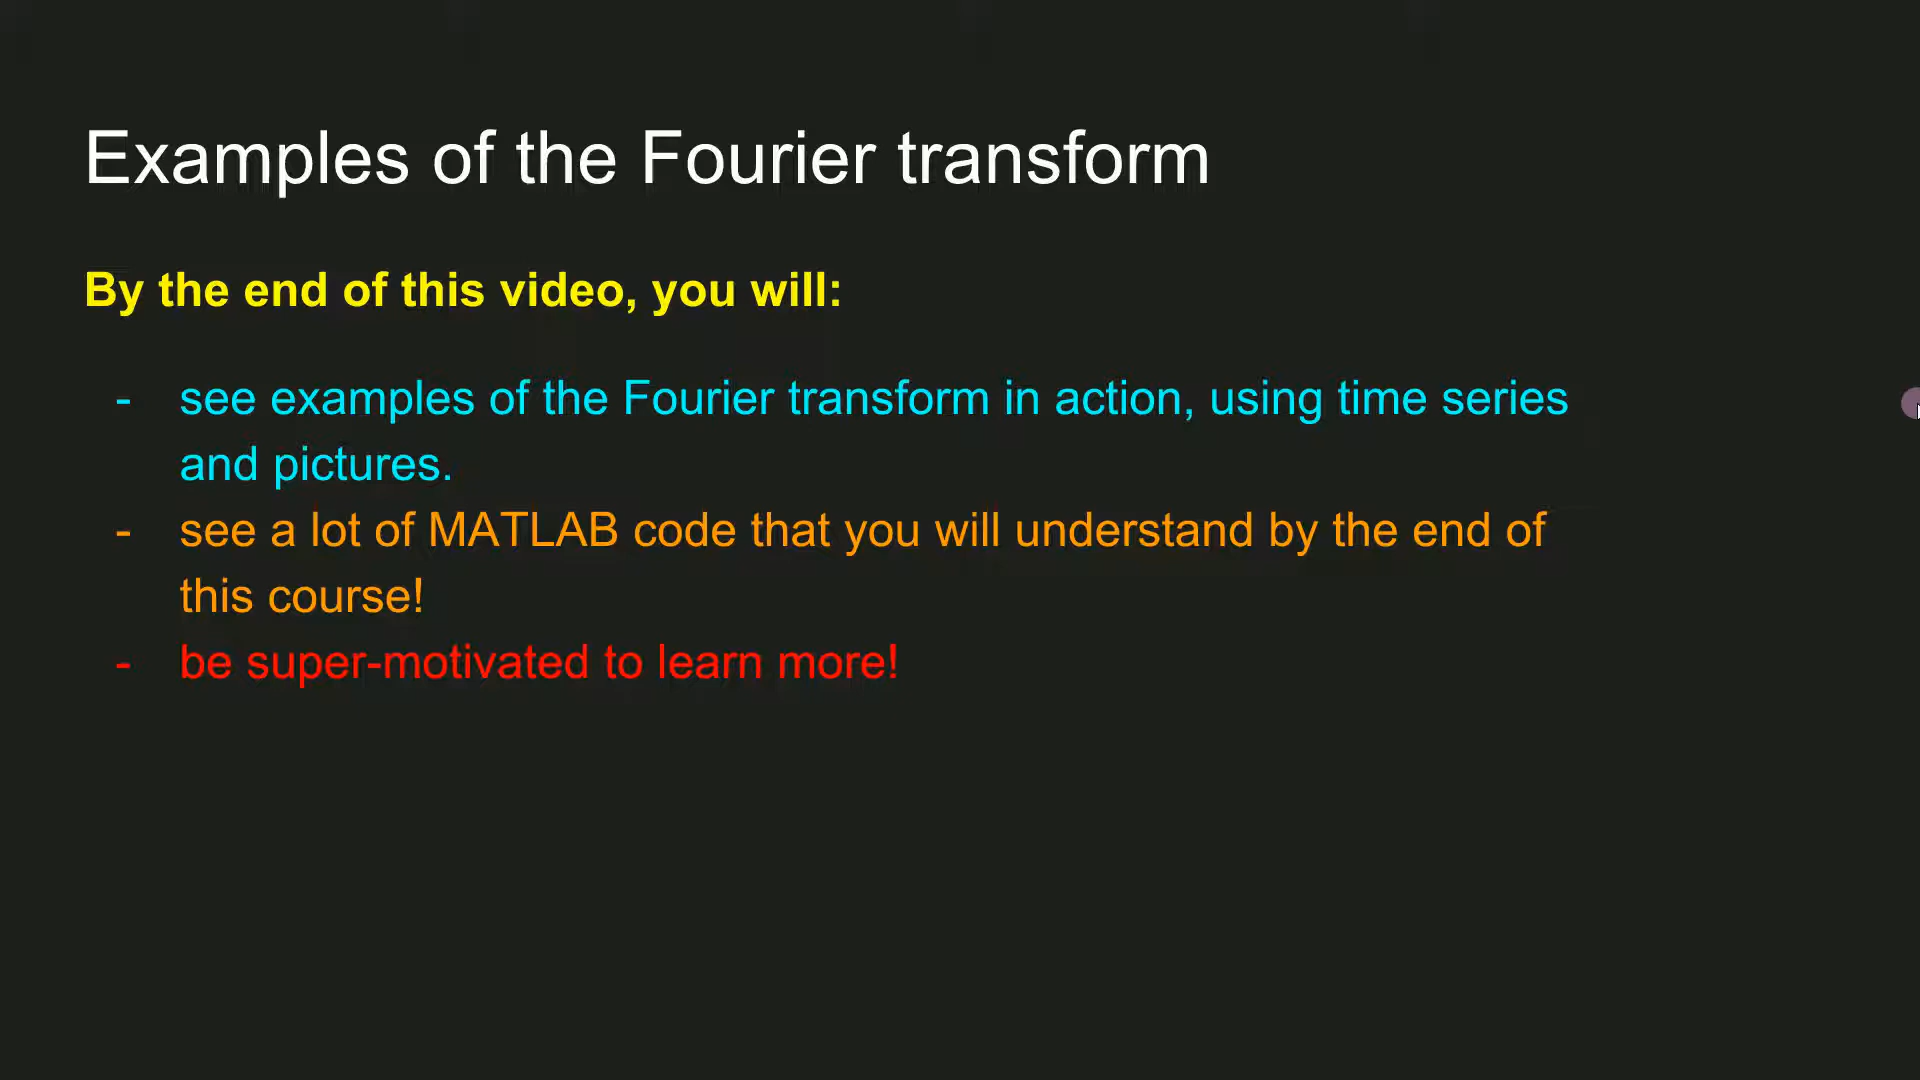 Examples of the Fourier transform
By the end of this video, you will:
- see examples of the Fourier transform in action, using time series
and pictures.
- see a lot of MATLAB code that you will understand by the end of
this course!
- be super-motivated to learn more!